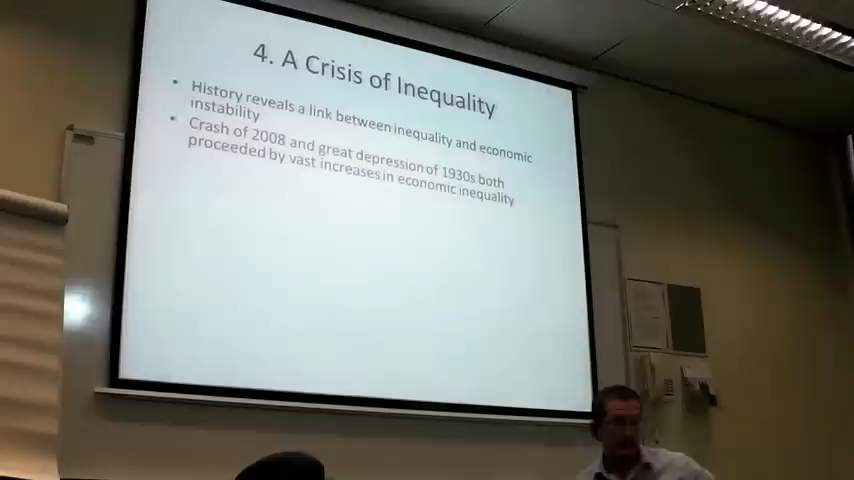 4. A Crisis of Inequality
• History reveals a link between inequality and economic
instability
• Crash of 2008 and great depression of 1930s both
proceeded by vast increases in economic inequality